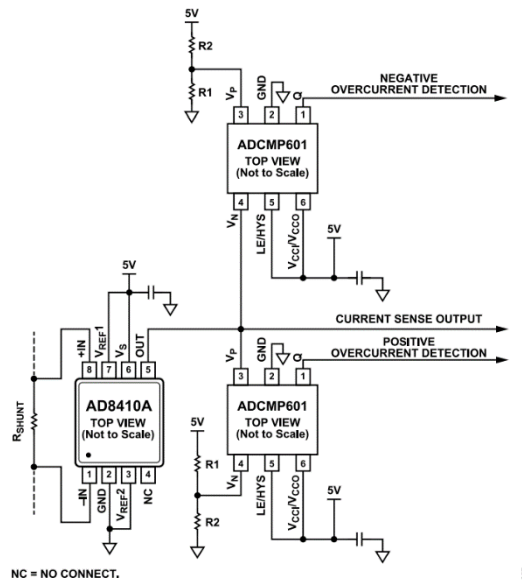 5V
R2
R1
VP
GND
Q
NEGATIVE
OVERCURRENT DETECTION
3
2
1
ADCMP601
TOP VIEW
(Not to Scale)
4
5
6
VN
LE/HYS
VCCI/VCCO
5V
5V
CURRENT SENSE OUTPUT
+IN
VREF1
VS
OUT
VP
GND
Q
POSITIVE
OVERCURRENT DETECTION
8
7
6
5
3
2
1
RSHUNT
AD8410A
TOP VIEW
(Not to Scale)
5V
R1
ADCMP601
TOP VIEW
(Not to Scale)
1
2
3
4
4
5
6
–IN
GND
VREF2
NC
R2
VN
LE/HYS
VCCI/VCCO
5V
NC = NO CONNECT.